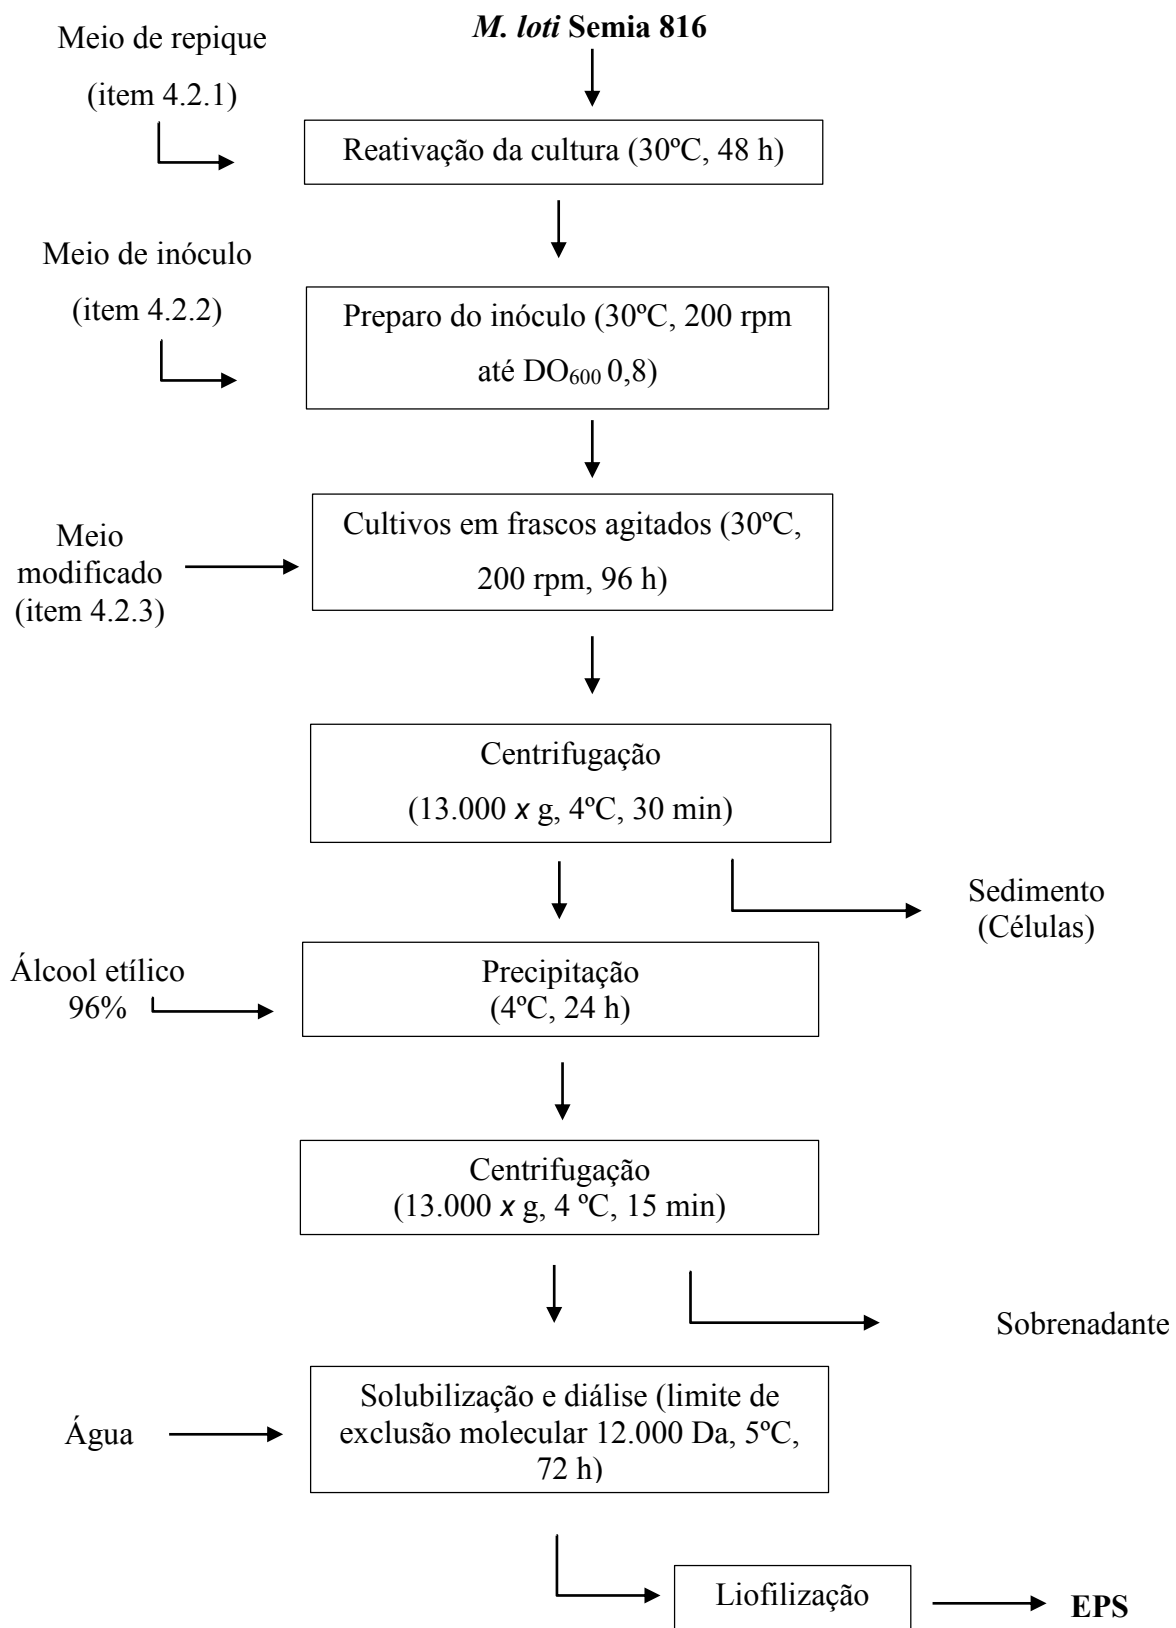 M. loti Semia 816
Meio de repique
(item 4.2.1)
Reativação da cultura (30ºC, 48 h)
Meio de inóculo
(item 4.2.2)
Preparo do inóculo (30ºC, 200 rpm
até DO600 0,8)
Meio
modificado
(item 4.2.3)
Cultivos em frascos agitados (30ºC,
200 rpm, 96 h)
Centrifugação
(13.000 x g, 4ºC, 30 min)
Sedimento
(Células)
Álcool etílico
96%
Precipitação
(4ºC, 24 h)
Centrifugação
(13.000 x g, 4 ºC, 15 min)
Sobrenadante
Água
Solubilização e diálise (limite de
exclusão molecular 12.000 Da, 5ºC,
72 h)
Liofilização
EPS